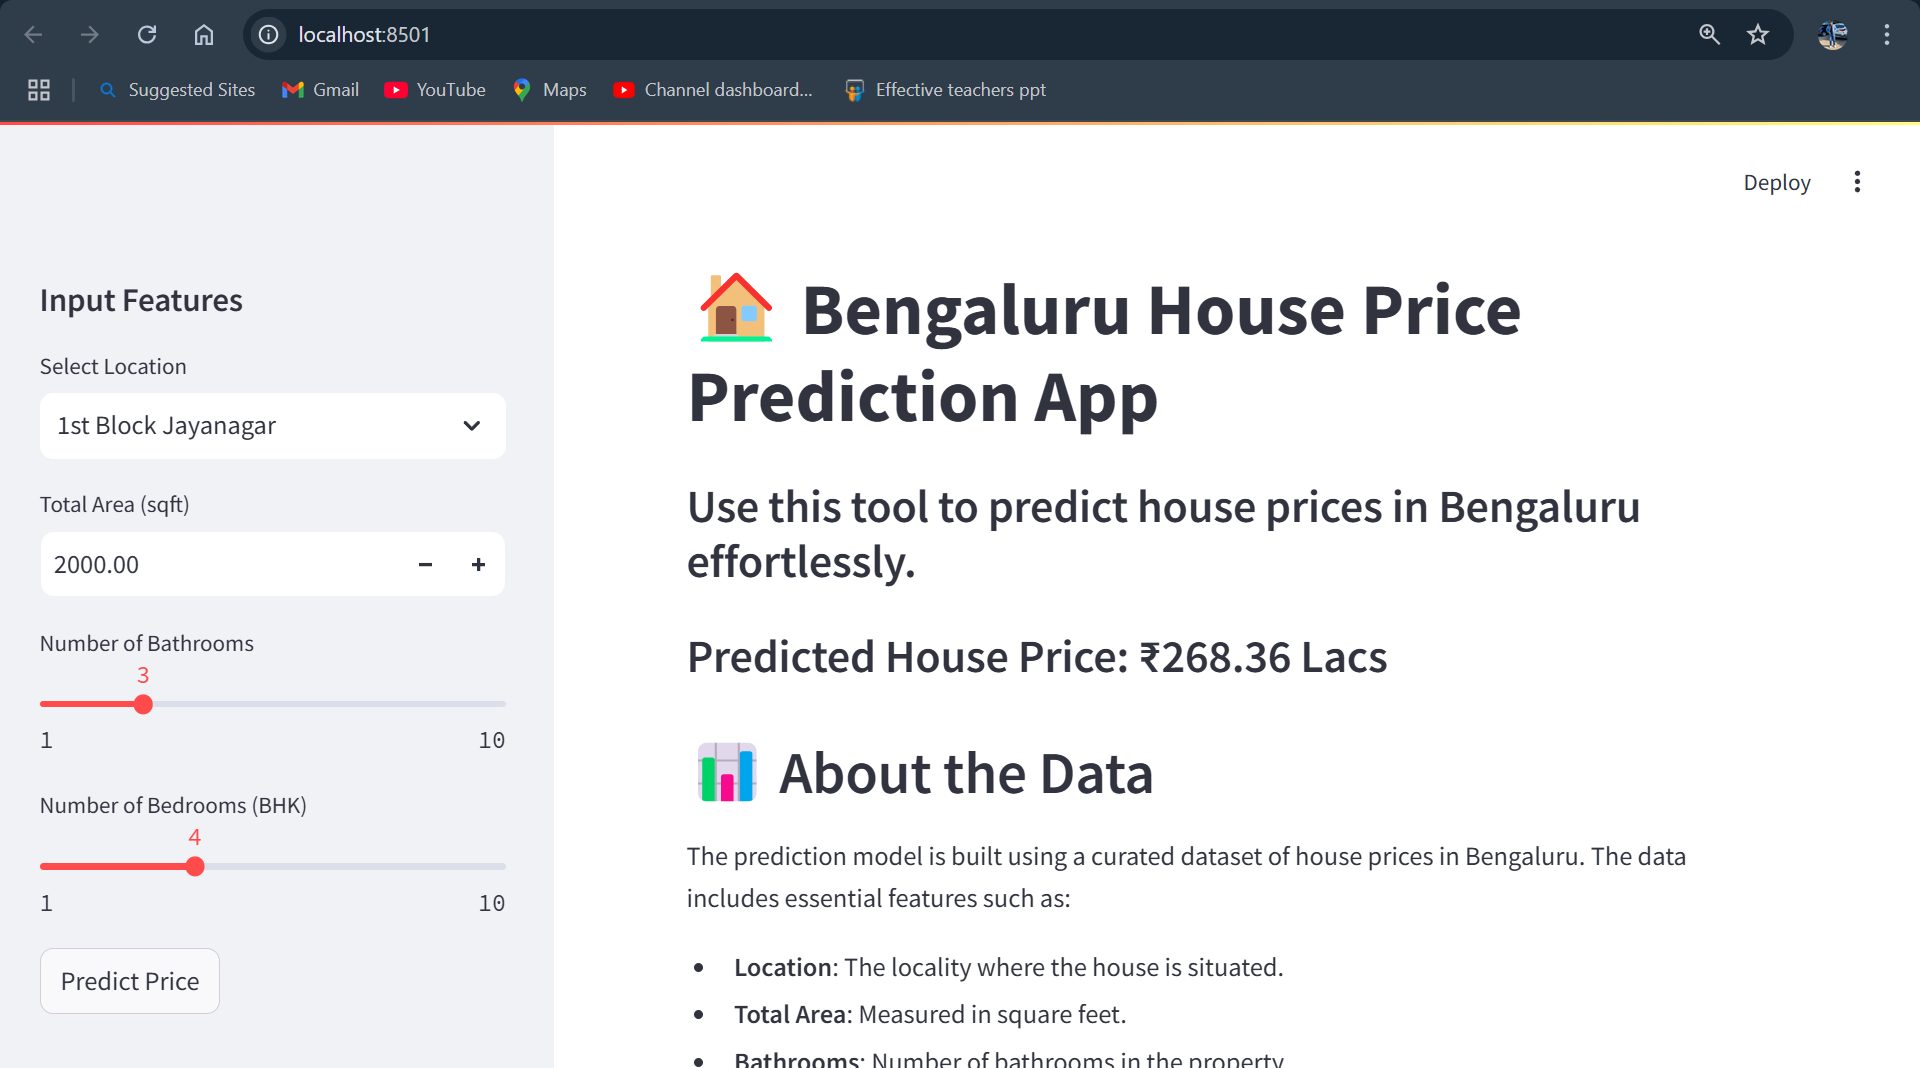 localhost:8501
Suggested Sites Gmail YouTube Maps Channel dashboard... Effective teachers ppt
Deploy
Input Features
Select Location
1st Block Jayanagar
Total Area (sqft)
2000.00 − +
Number of Bathrooms
3
1 10
Number of Bedrooms (BHK)
4
1 10
Predict Price
Bengaluru House Price
Prediction App
Use this tool to predict house prices in Bengaluru
effortlessly.
Predicted House Price: ₹268.36 Lacs
About the Data
The prediction model is built using a curated dataset of house prices in Bengaluru. The data
includes essential features such as:
• Location: The locality where the house is situated.
• Total Area: Measured in square feet.
• Bathrooms: Number of bathrooms in the property